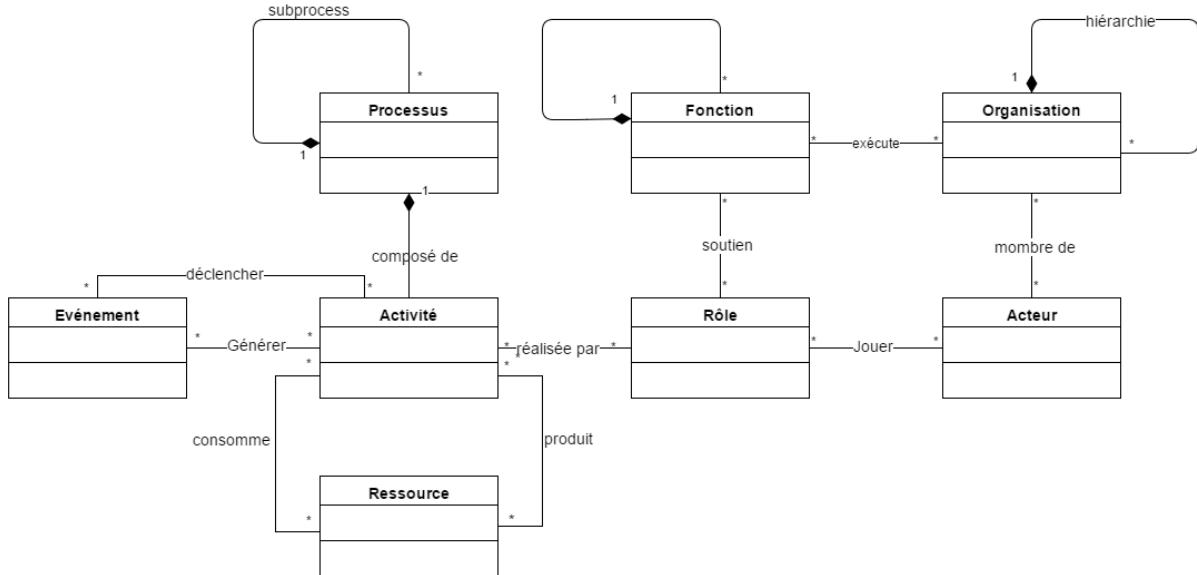 subprocess
hiérarchie
*
*
1
1
Processus
Fonction
Organisation
1
*
exécute
*
*
1
*
*
composé de
soutien
mombre de
déclencher
*
*
*
*
Evénement
Activité
Rôle
Acteur
*
Générer
*
*
réalisée par
*
*
Jouer
*
*
*
*
consomme
produit
Ressource
*
*